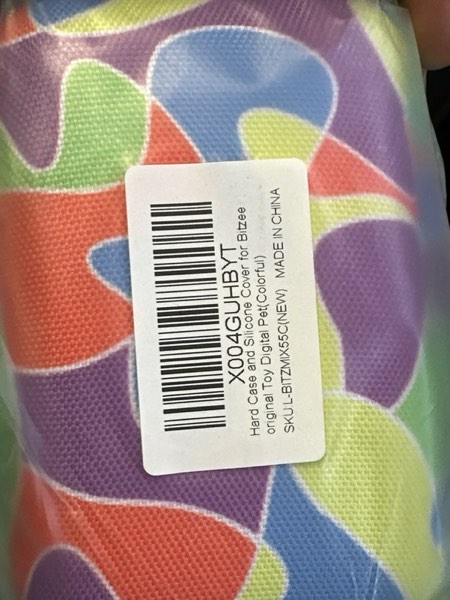 X004GUHBYT
Hard Case and Silicone Cover for Bitzee
original Toy Digital Pet(Colorful)
SKU:L-BITZMIX55C(NEW) MADE IN CHINA